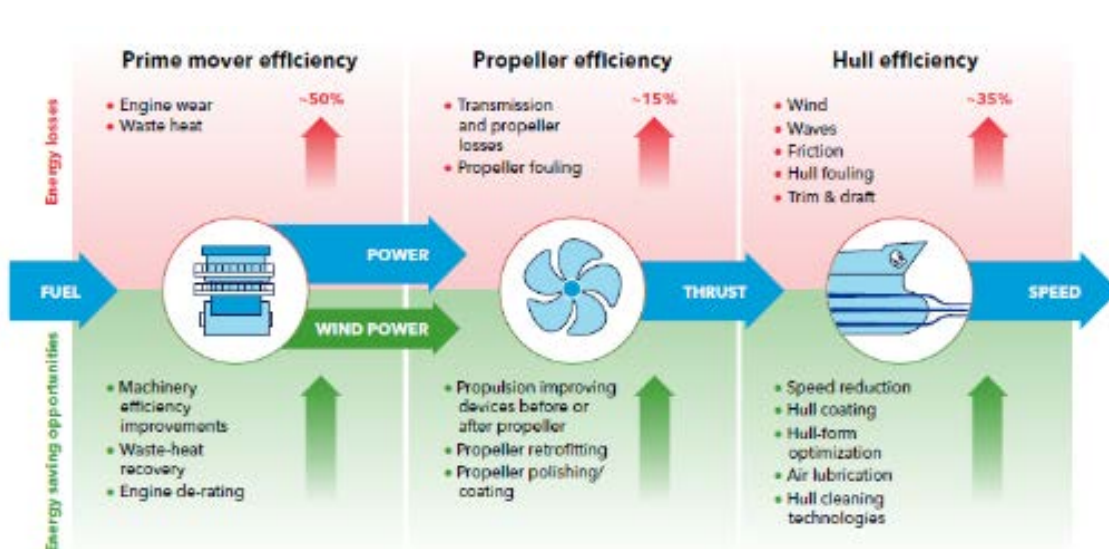 Prime mover efficiency
Propeller efficiency
Hull efficiency
Energy losses
• Engine wear
• Waste heat
~50%
• Transmission
and propeller
losses
• Propeller fouling
~15%
• Wind
• Waves
• Friction
• Hull fouling
• Trim & draft
~35%
FUEL
POWER
WIND POWER
THRUST
SPEED
Energy saving opportunities
• Machinery
efficiency
improvements
• Waste-heat
recovery
• Engine de-rating
• Propulsion improving
devices before or
after propeller
• Propeller retrofitting
• Propeller polishing/
coating
• Speed reduction
• Hull coating
• Hull-form
optimization
• Air lubrication
• Hull cleaning
technologies